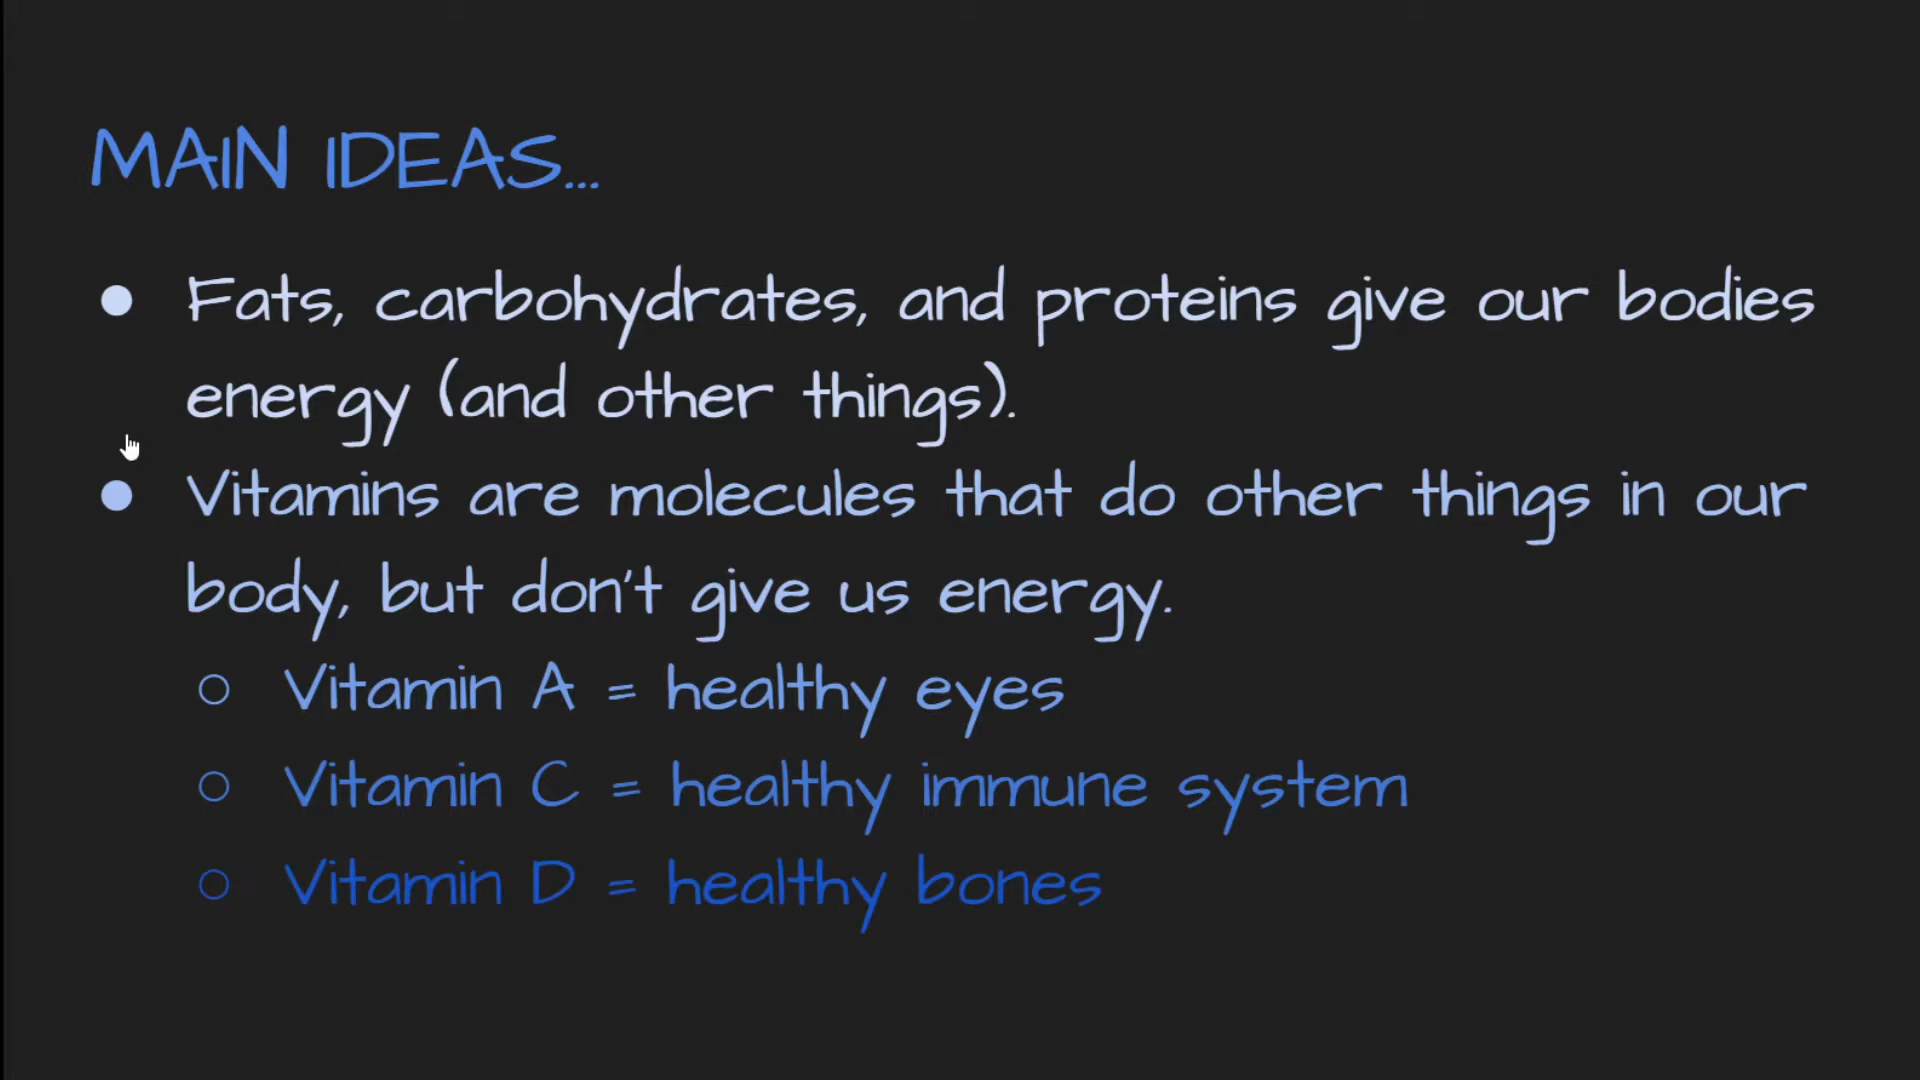 MAIN IDEAS...
● Fats, carbohydrates, and proteins give our bodies
energy (and other things).
● Vitamins are molecules that do other things in our
body, but don't give us energy.
○ Vitamin A = healthy eyes
○ Vitamin C = healthy immune system
○ Vitamin D = healthy bones